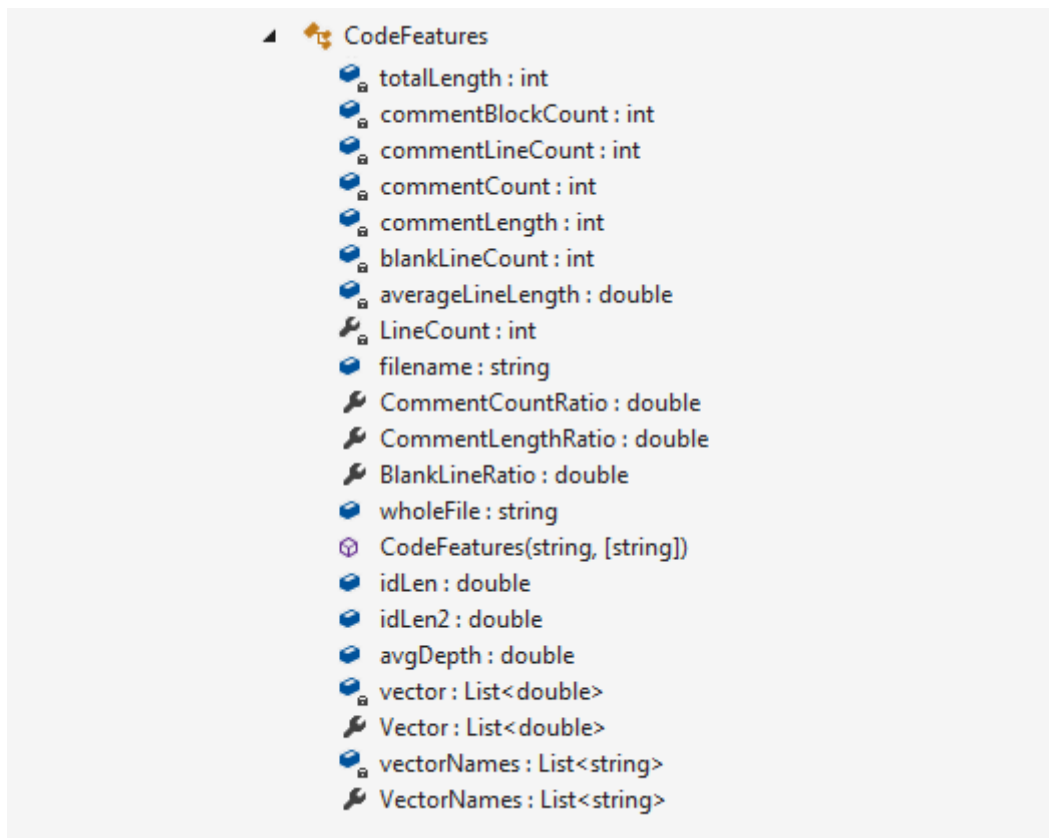 CodeFeatures
totalLength : int
commentBlockCount : int
commentLineCount : int
commentCount : int
commentLength : int
blankLineCount : int
averageLineLength : double
LineCount : int
filename : string
CommentCountRatio : double
CommentLengthRatio : double
BlankLineRatio : double
wholeFile : string
CodeFeatures(string, [string])
idLen : double
idLen2 : double
avgDepth : double
vector : List<double>
Vector : List<double>
vectorNames : List<string>
VectorNames : List<string>